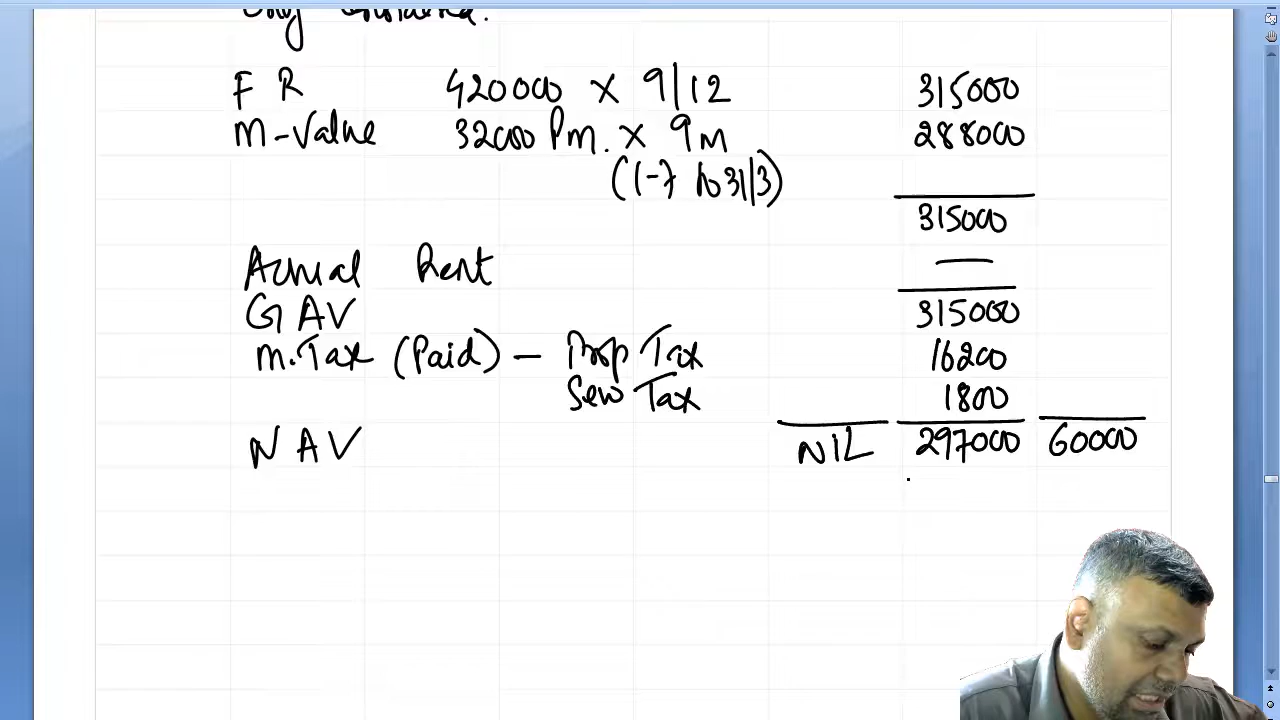 F R 420000 X 9/12 315000
M-Value 32000 Pm. X 9M 288000
(1-7 to 31/3)
315000
Actual Rent —
GAV 315000
M.Tax (Paid) - Prop Tax 16200
Sew Tax 1800
NAV NIL 297000 60000